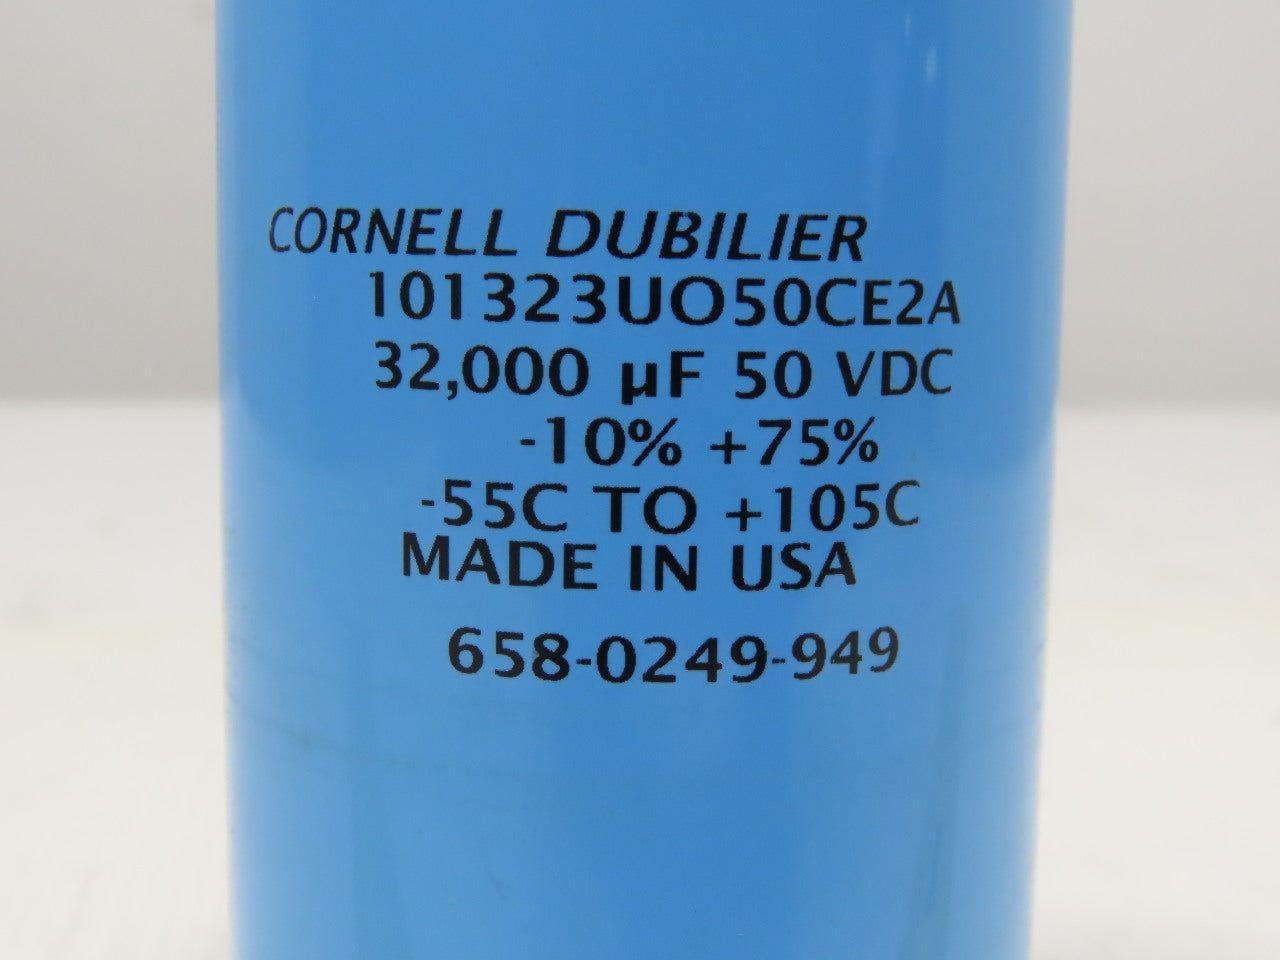 CORNELL DUBILIER
101323UO50CE2A
32,000 µF 50 VDC
-10% +75%
-55C TO +105C
MADE IN USA
658-0249-949